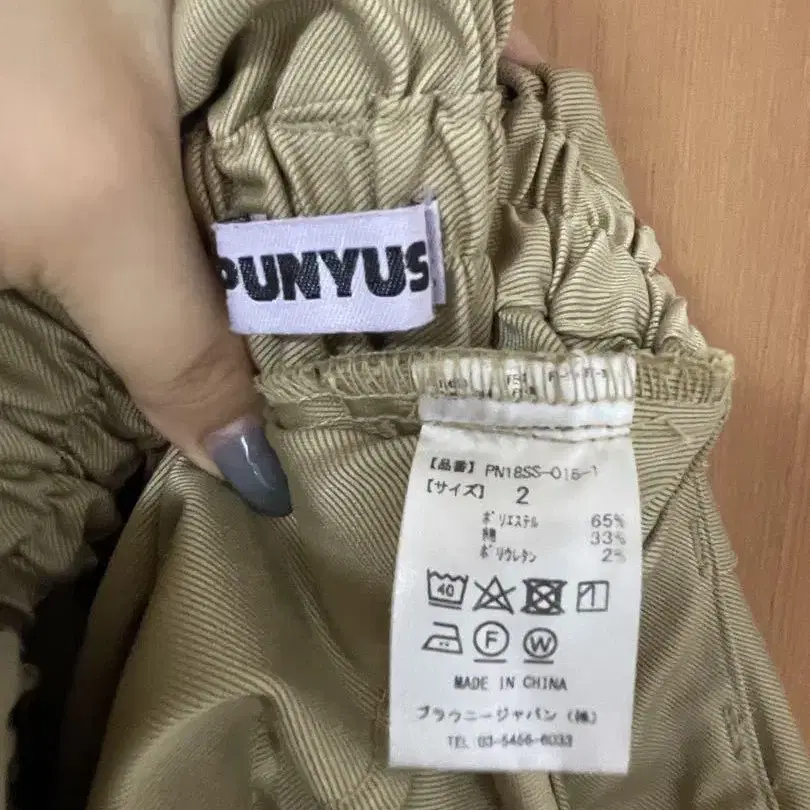 PUNYUS
【品番】 PN18SS-015-1
【サイズ】 2
ﾎﾟﾘｴｽﾃﾙ 65%
綿 33%
ﾎﾟﾘｳﾚﾀﾝ 2%
40
F
W
MADE IN CHINA
ブラウニージャパン (株)
TEL 03-5456-6033